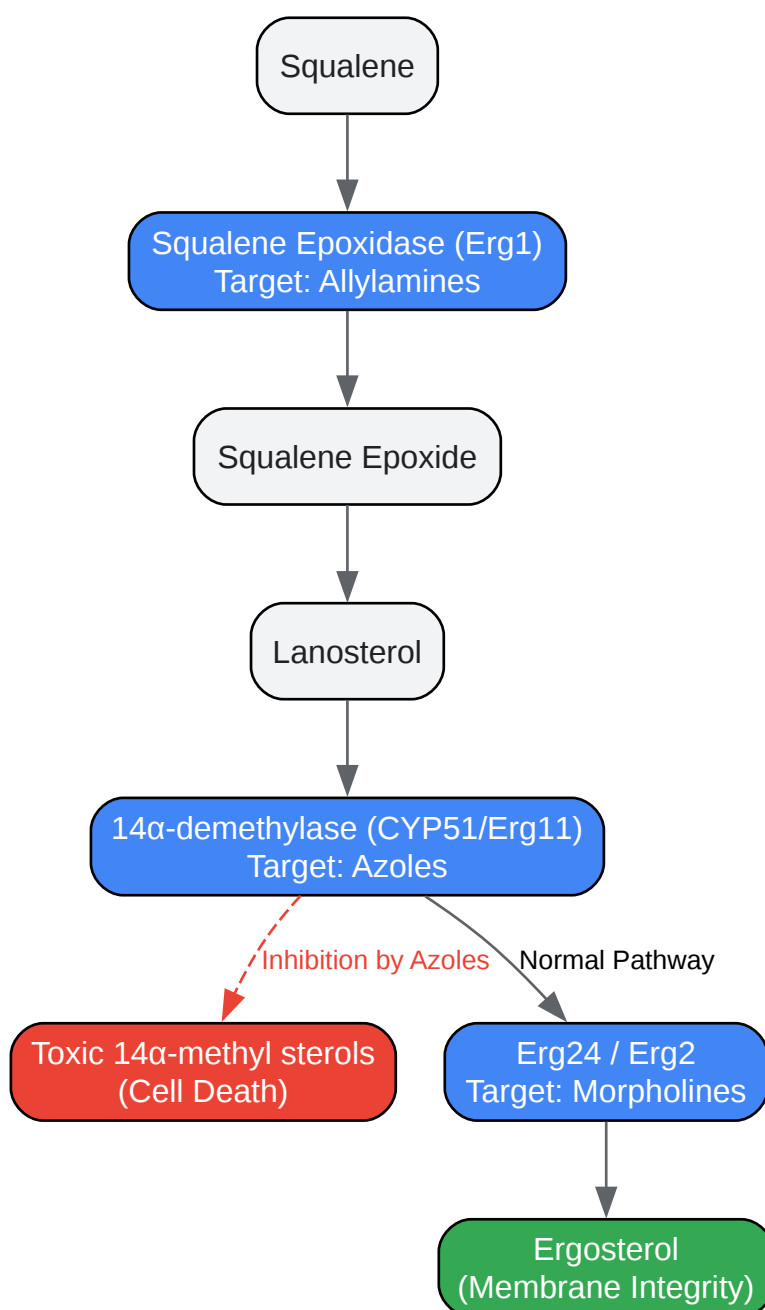 Squalene
Squalene Epoxidase (Erg1)
Target: Allylamines
Squalene Epoxide
Lanosterol
14α-demethylase (CYP51/Erg11)
Target: Azoles
Inhibition by Azoles
Normal Pathway
Toxic 14α-methyl sterols
(Cell Death)
Erg24 / Erg2
Target: Morpholines
Ergosterol
(Membrane Integrity)